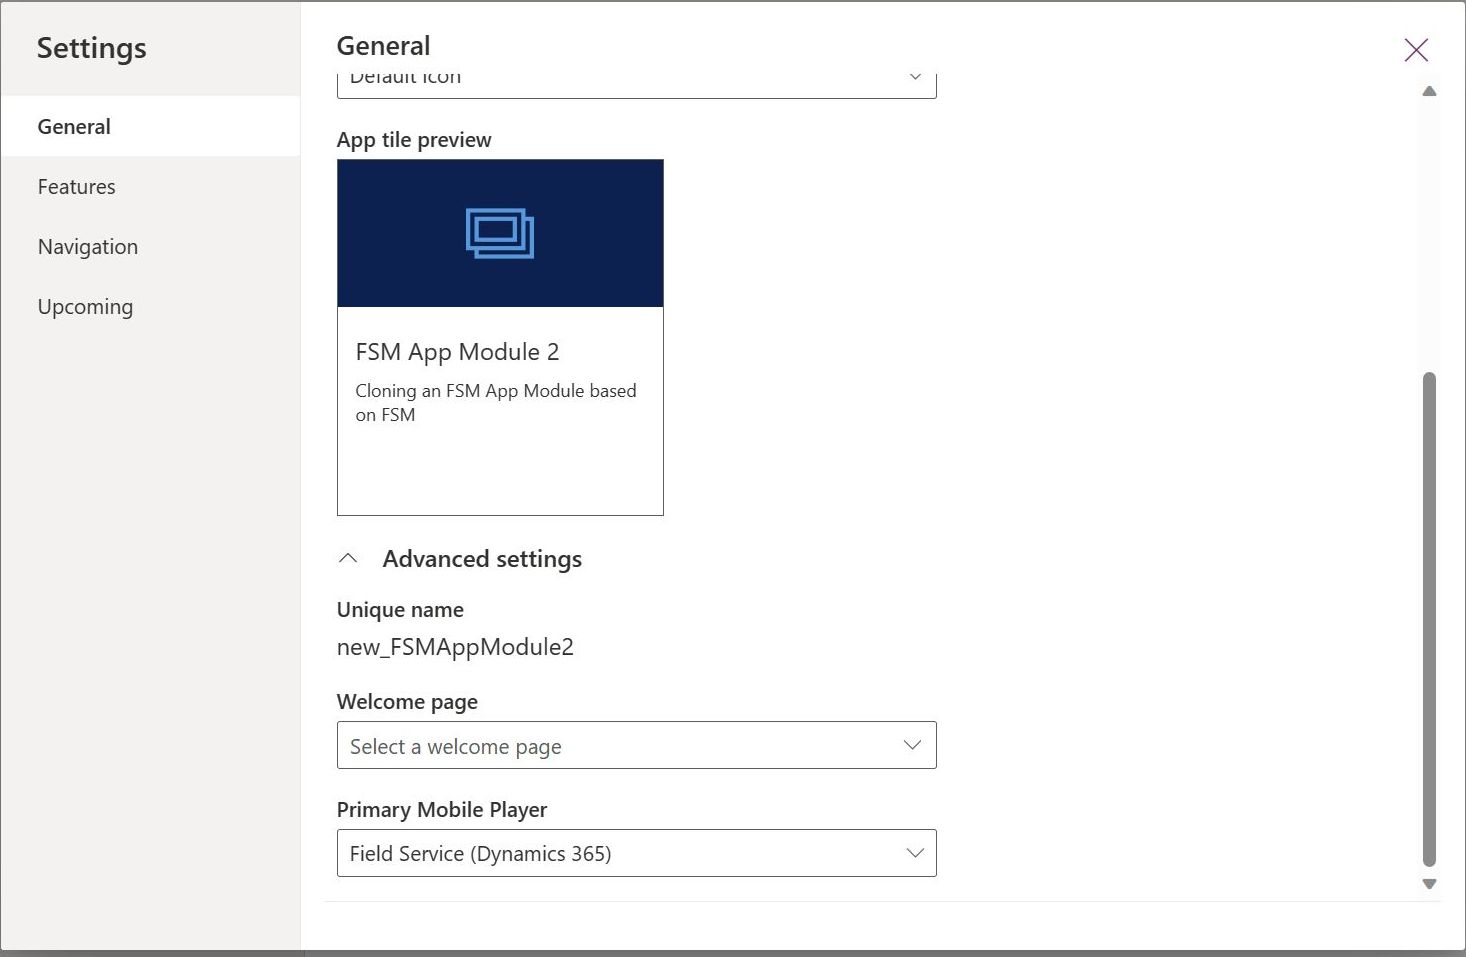 Settings
General
Features
Navigation
Upcoming
General
Default icon
App tile preview
FSM App Module 2
Cloning an FSM App Module based
on FSM
Advanced settings
Unique name
new_FSMAppModule2
Welcome page
Select a welcome page
Primary Mobile Player
Field Service (Dynamics 365)